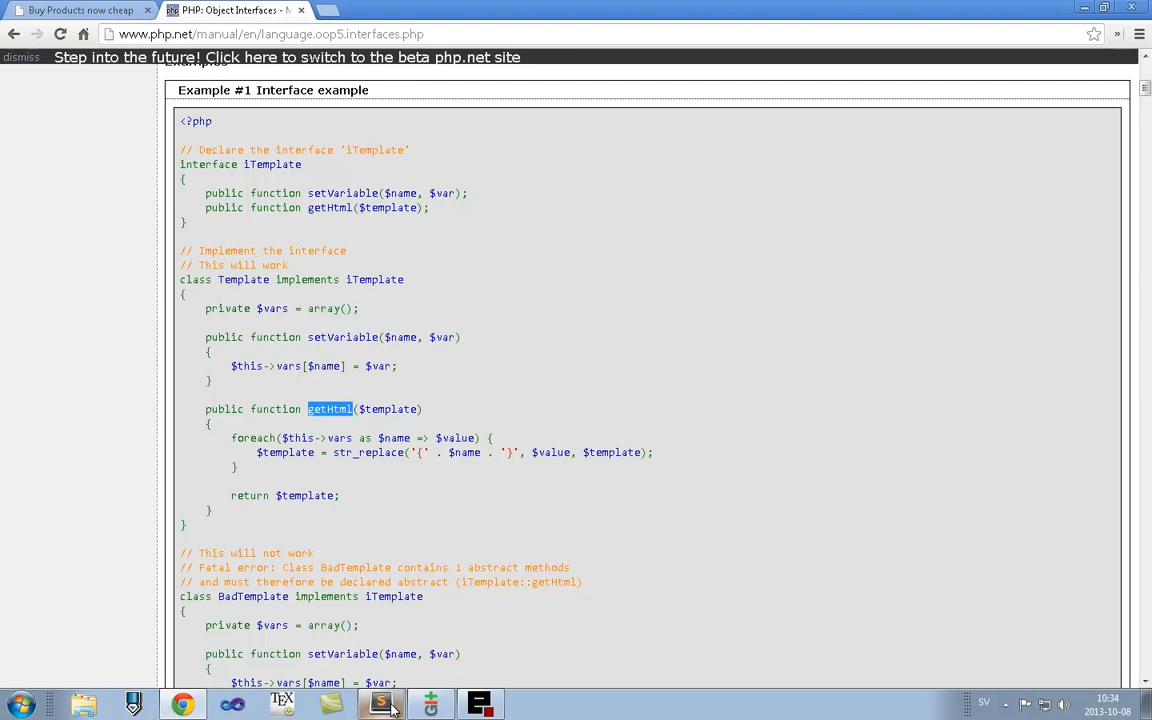 Buy Products now cheap
PHP: Object Interfaces -
www.php.net/manual/en/language.oop5.interfaces.php
dismiss Step into the future! Click here to switch to the beta php.net site
Examples
Example #1 Interface example
<?php
// Declare the interface 'iTemplate'
interface iTemplate
{
public function setVariable($name, $var);
public function getHtml($template);
}
// Implement the interface
// This will work
class Template implements iTemplate
{
private $vars = array();
public function setVariable($name, $var)
{
$this->vars[$name] = $var;
}
public function getHtml($template)
{
foreach($this->vars as $name => $value) {
$template = str_replace('{' . $name . '}', $value, $template);
}
return $template;
}
}
// This will not work
// Fatal error: Class BadTemplate contains 1 abstract methods
// and must therefore be declared abstract (iTemplate::getHtml)
class BadTemplate implements iTemplate
{
private $vars = array();
public function setVariable($name, $var)
{
$this->vars[$name] = $var;
SV
10:34
2013-10-08